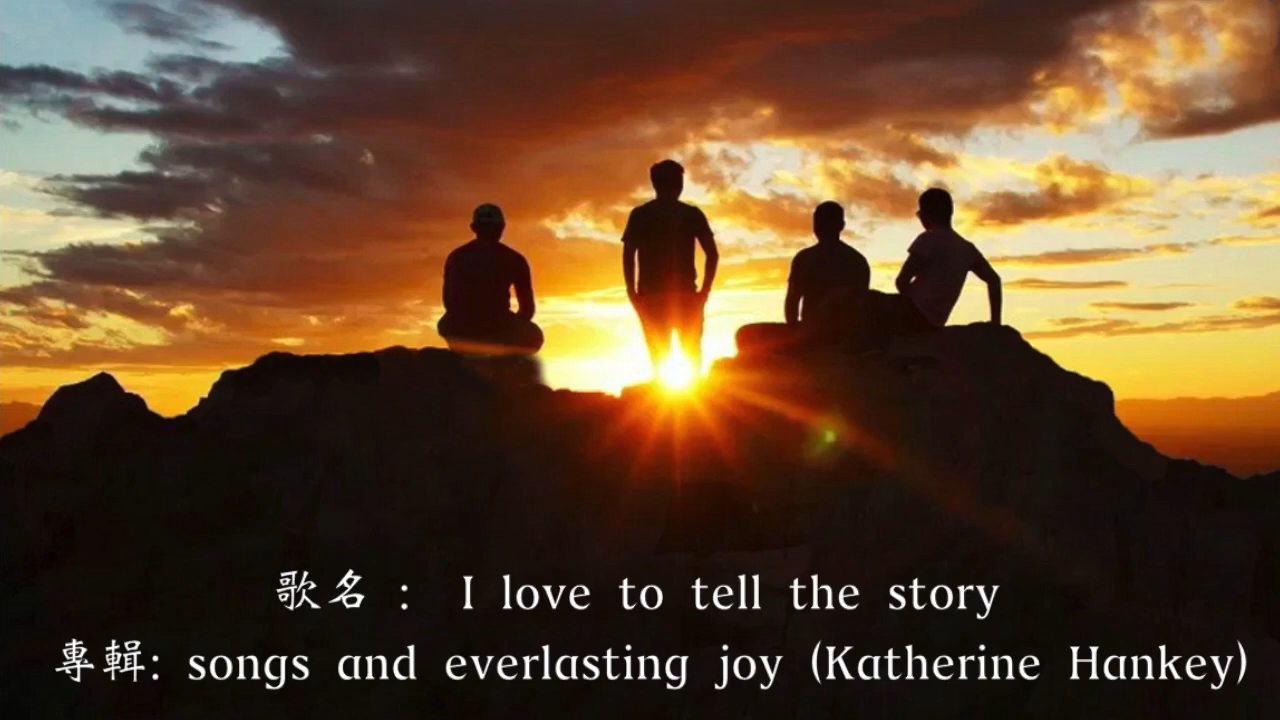 歌名 : I love to tell the story
專輯: songs and everlasting joy (Katherine Hankey)